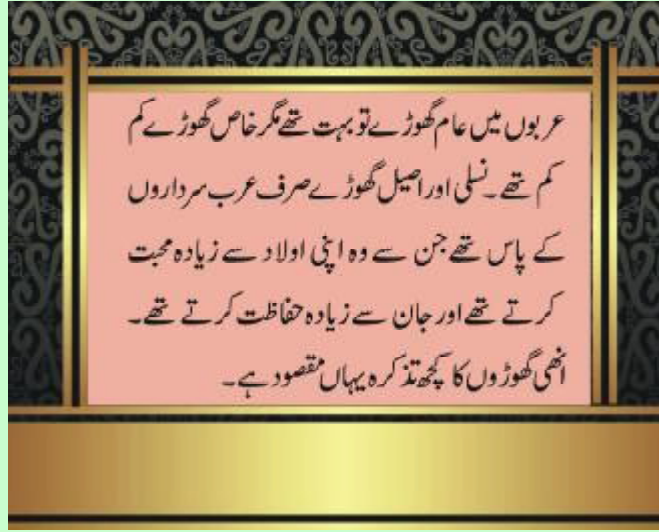 عربوں میں عام گھوڑے تو بہت تھے مگر خاص گھوڑے کم
کم تھے۔ نسلی اور اصیل گھوڑے صرف عرب سرداروں
کے پاس تھے جن سے وہ اپنی اولاد سے زیادہ محبت
کرتے تھے اور جان سے زیادہ حفاظت کرتے تھے۔
انھی گھوڑوں کا کچھ تذکرہ یہاں مقصود ہے۔